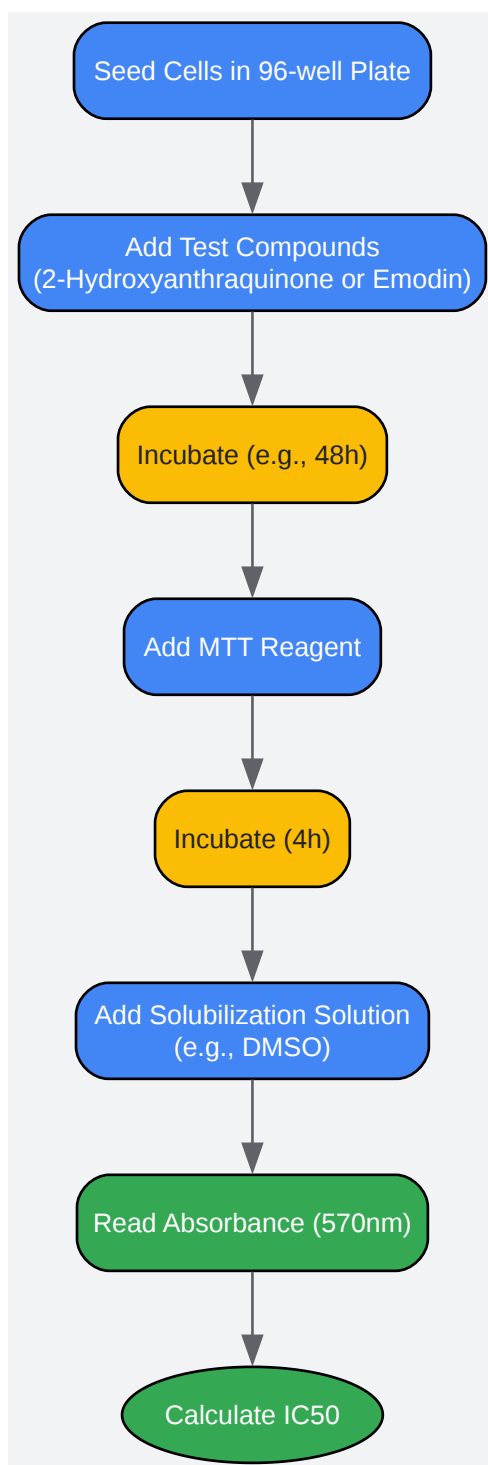 Seed Cells in 96-well Plate
Add Test Compounds
(2-Hydroxyanthraquinone or Emodin)
Incubate (e.g., 48h)
Add MTT Reagent
Incubate (4h)
Add Solubilization Solution
(e.g., DMSO)
Read Absorbance (570nm)
Calculate IC50